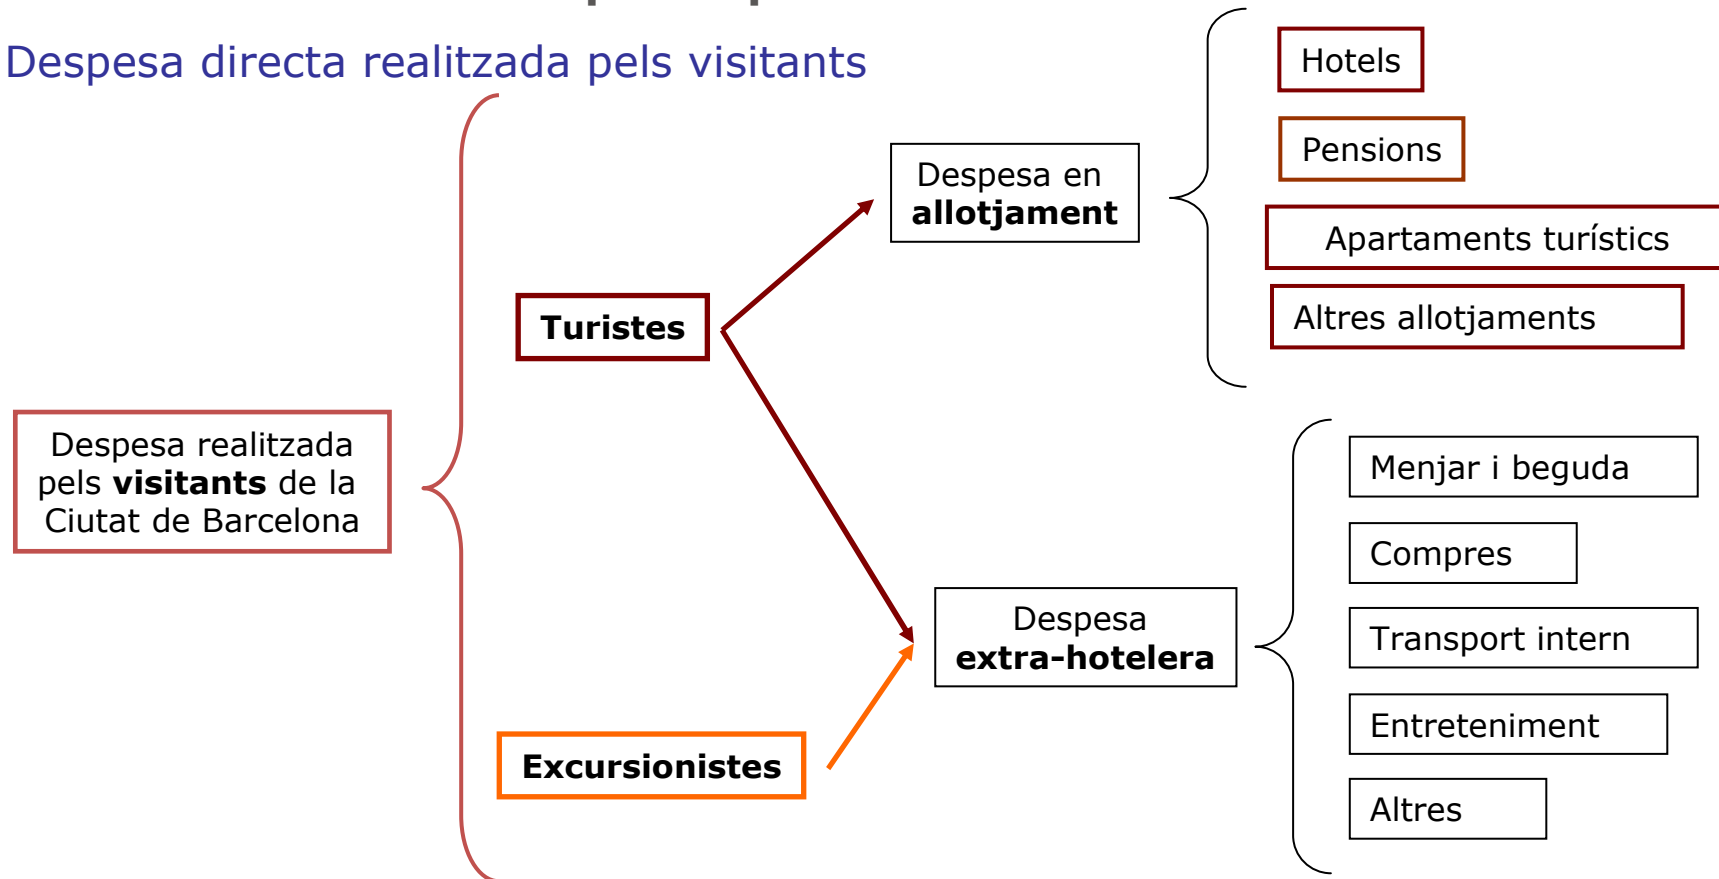 Despesa directa realitzada pels visitants
Despesa realitzada
pels visitants de la
Ciutat de Barcelona
Turistes
Excursionistes
Despesa en
allotjament
Hotels
Pensions
Apartaments turístics
Altres allotjaments
Despesa
extra-hotelera
Menjar i beguda
Compres
Transport intern
Entreteniment
Altres